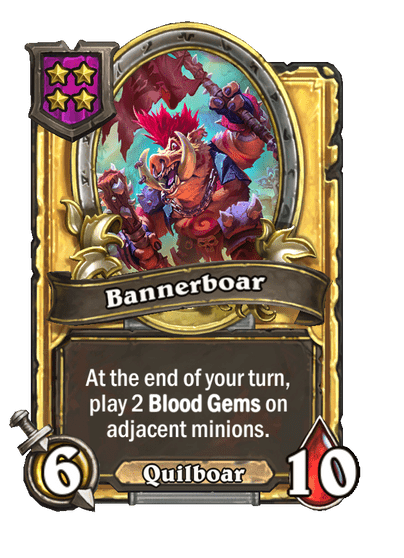 Bannerboar
At the end of your turn,
play 2 Blood Gems on
adjacent minions.
6
Quilboar
10